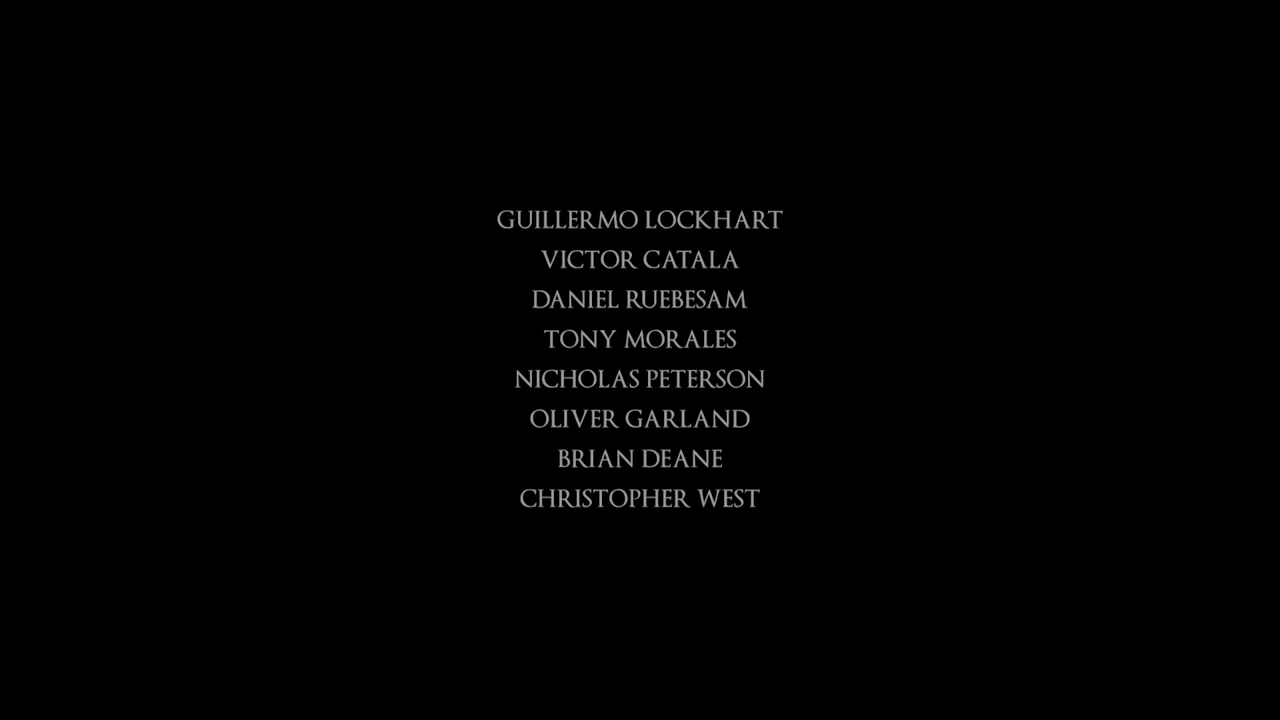 GUILLERMO LOCKHART
VICTOR CATALA
DANIEL RUEBESAM
TONY MORALES
NICHOLAS PETERSON
OLIVER GARLAND
BRIAN DEANE
CHRISTOPHER WEST